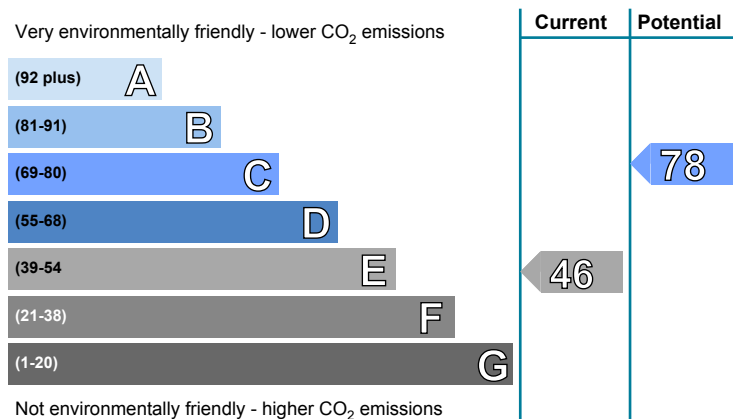 Current Potential
Very environmentally friendly - lower CO2 emissions
(92 plus) A
(81-91) B
(69-80) C
78
(55-68) D
(39-54 E
46
(21-38) F
(1-20) G
Not environmentally friendly - higher CO2 emissions